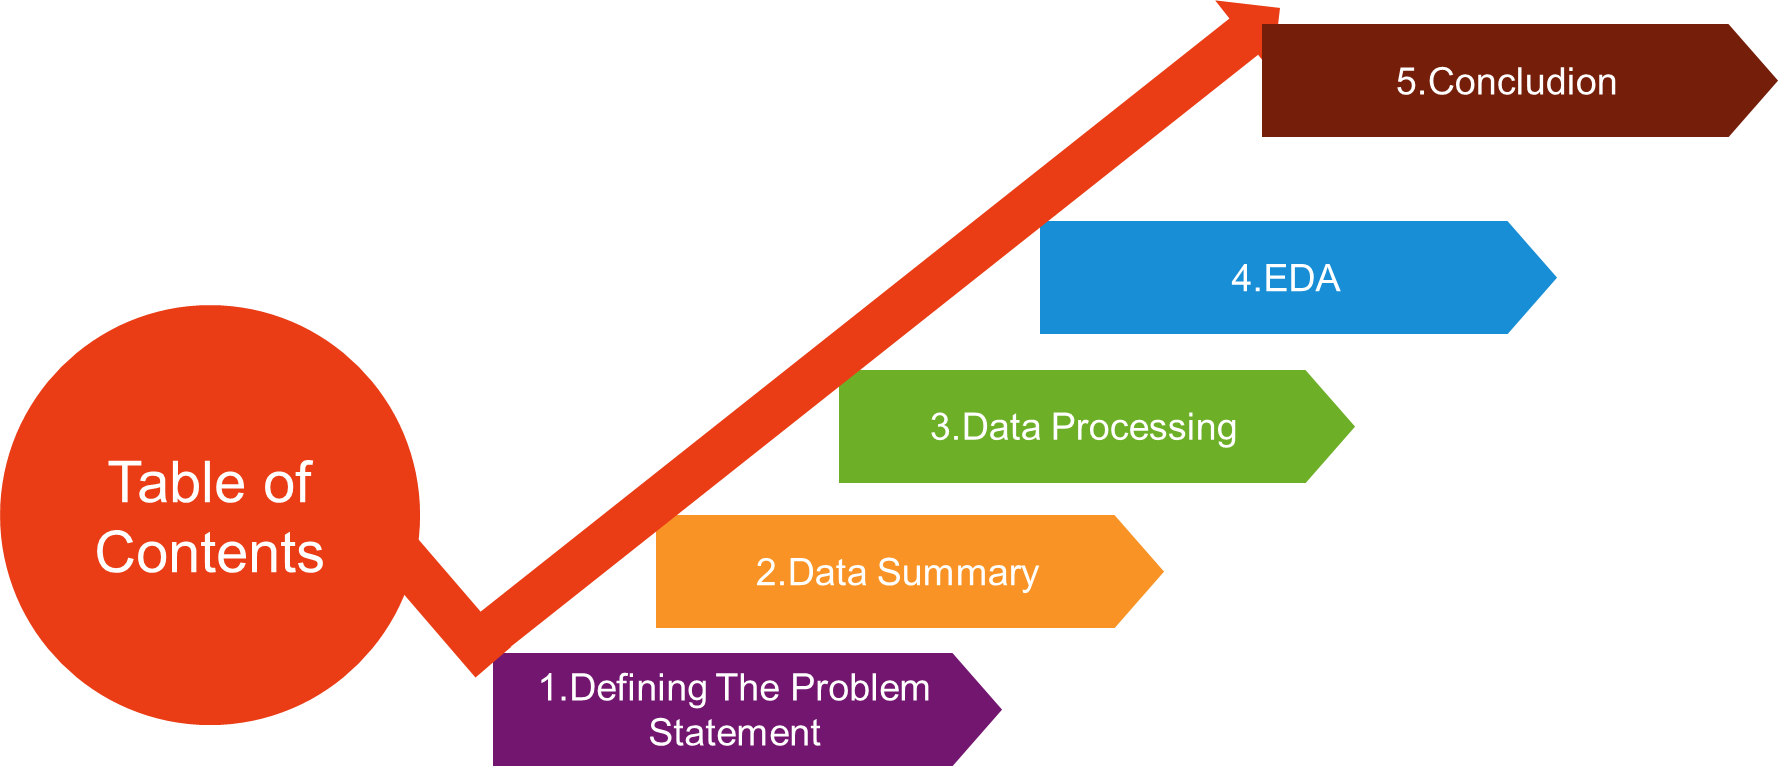 Table of
Contents
5.Concludion
4.EDA
3.Data Processing
2.Data Summary
1.Defining The Problem
Statement